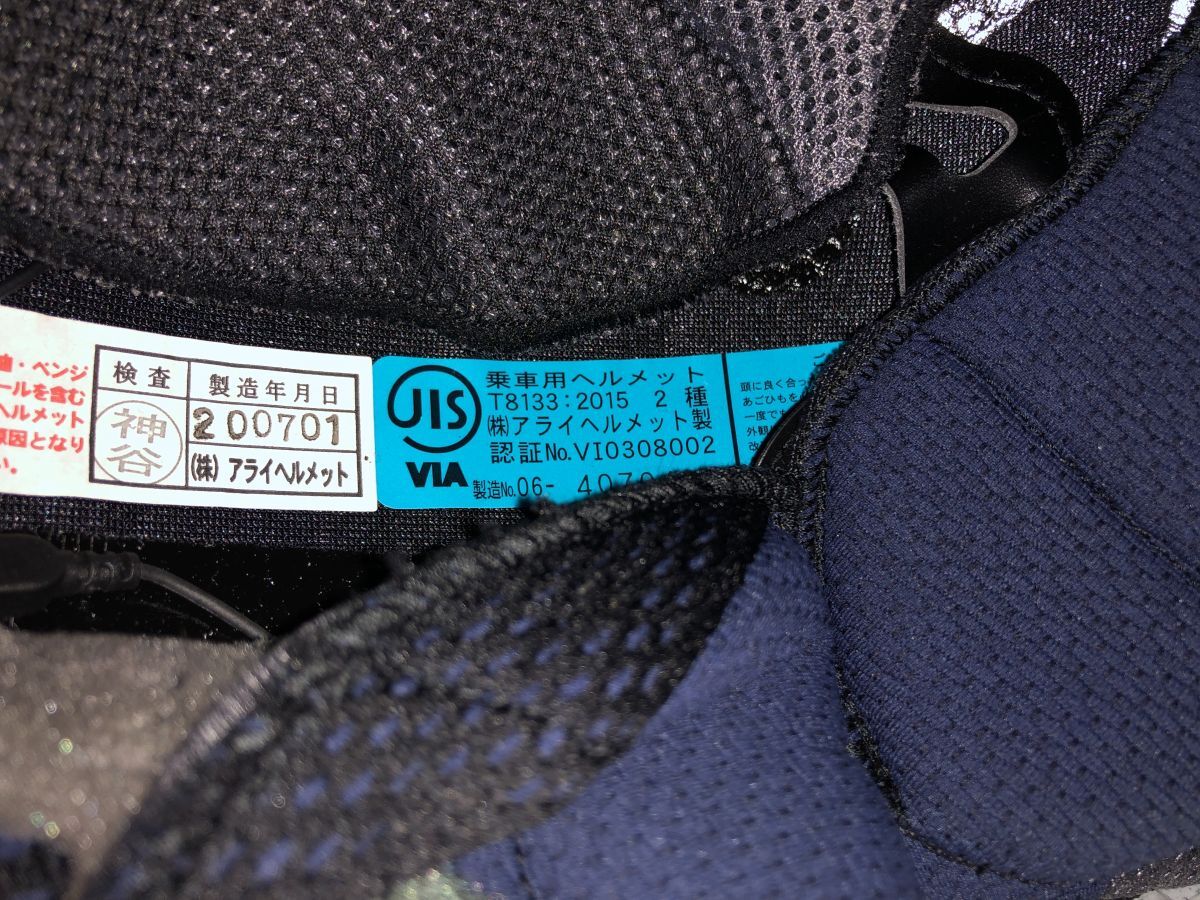 油・ベンジ
ールを含む
ヘルメット
原因となり
い。
検査
神谷
製造年月日
200701
(株) アライヘルメット
JIS
VIA
乗車用ヘルメット
T8133:2015 2種
(株)アライヘルメット製
認証No.VI0308002
製造No.06- 4070
頭に良く合っ
あごひもを
一度でも
外観
改